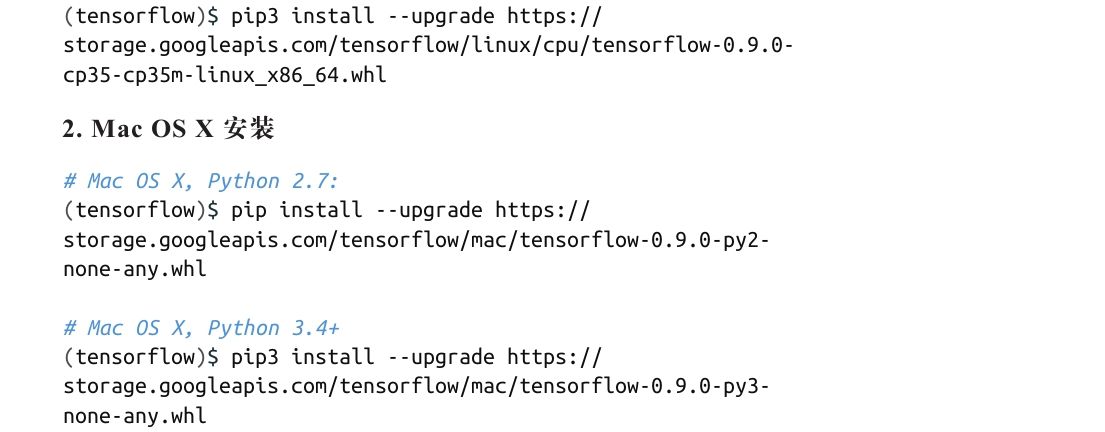 (tensorflow)$ pip3 install --upgrade https://
storage.googleapis.com/tensorflow/linux/cpu/tensorflow-0.9.0-
cp35-cp35m-linux_x86_64.whl
2. Mac OS X 安装
# Mac OS X, Python 2.7:
(tensorflow)$ pip install --upgrade https://
storage.googleapis.com/tensorflow/mac/tensorflow-0.9.0-py2-
none-any.whl
# Mac OS X, Python 3.4+
(tensorflow)$ pip3 install --upgrade https://
storage.googleapis.com/tensorflow/mac/tensorflow-0.9.0-py3-
none-any.whl